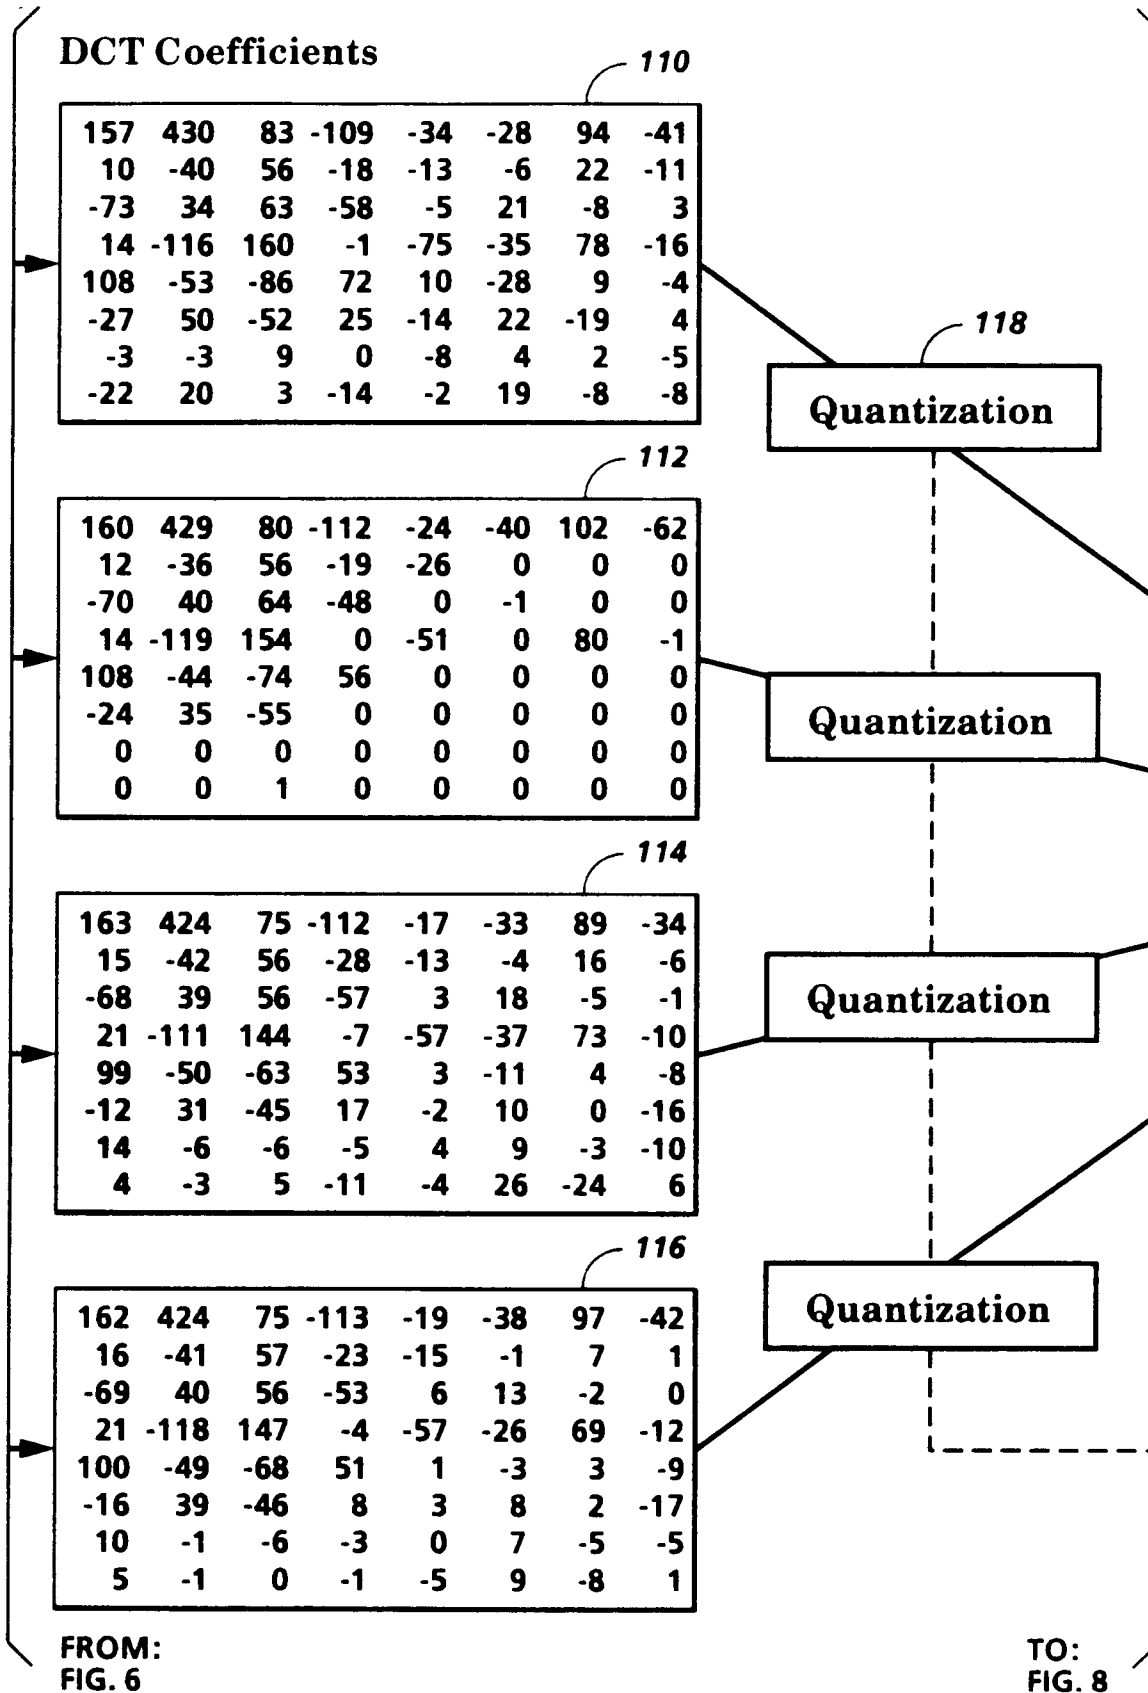 DCT Coefficients
110
157 430 83 -109 -34 -28 94 -41
10 -40 56 -18 -13 -6 22 -11
-73 34 63 -58 -5 21 -8 3
14 -116 160 -1 -75 -35 78 -16
108 -53 -86 72 10 -28 9 -4
-27 50 -52 25 -14 22 -19 4
-3 -3 9 0 -8 4 2 -5
-22 20 3 -14 -2 19 -8 -8
118
Quantization
112
160 429 80 -112 -24 -40 102 -62
12 -36 56 -19 -26 0 0 0
-70 40 64 -48 0 -1 0 0
14 -119 154 0 -51 0 80 -1
108 -44 -74 56 0 0 0 0
-24 35 -55 0 0 0 0 0
0 0 0 0 0 0 0 0
0 0 1 0 0 0 0 0
Quantization
114
163 424 75 -112 -17 -33 89 -34
15 -42 56 -28 -13 -4 16 -6
-68 39 56 -57 3 18 -5 -1
21 -111 144 -7 -57 -37 73 -10
99 -50 -63 53 3 -11 4 -8
-12 31 -45 17 -2 10 0 -16
14 -6 -6 -5 4 9 -3 -10
4 -3 5 -11 -4 26 -24 6
Quantization
116
162 424 75 -113 -19 -38 97 -42
16 -41 57 -23 -15 -1 7 1
-69 40 56 -53 6 13 -2 0
21 -118 147 -4 -57 -26 69 -12
100 -49 -68 51 1 -3 3 -9
-16 39 -46 8 3 8 2 -17
10 -1 -6 -3 0 7 -5 -5
5 -1 0 -1 -5 9 -8 1
Quantization
FROM:
FIG. 6
TO:
FIG. 8